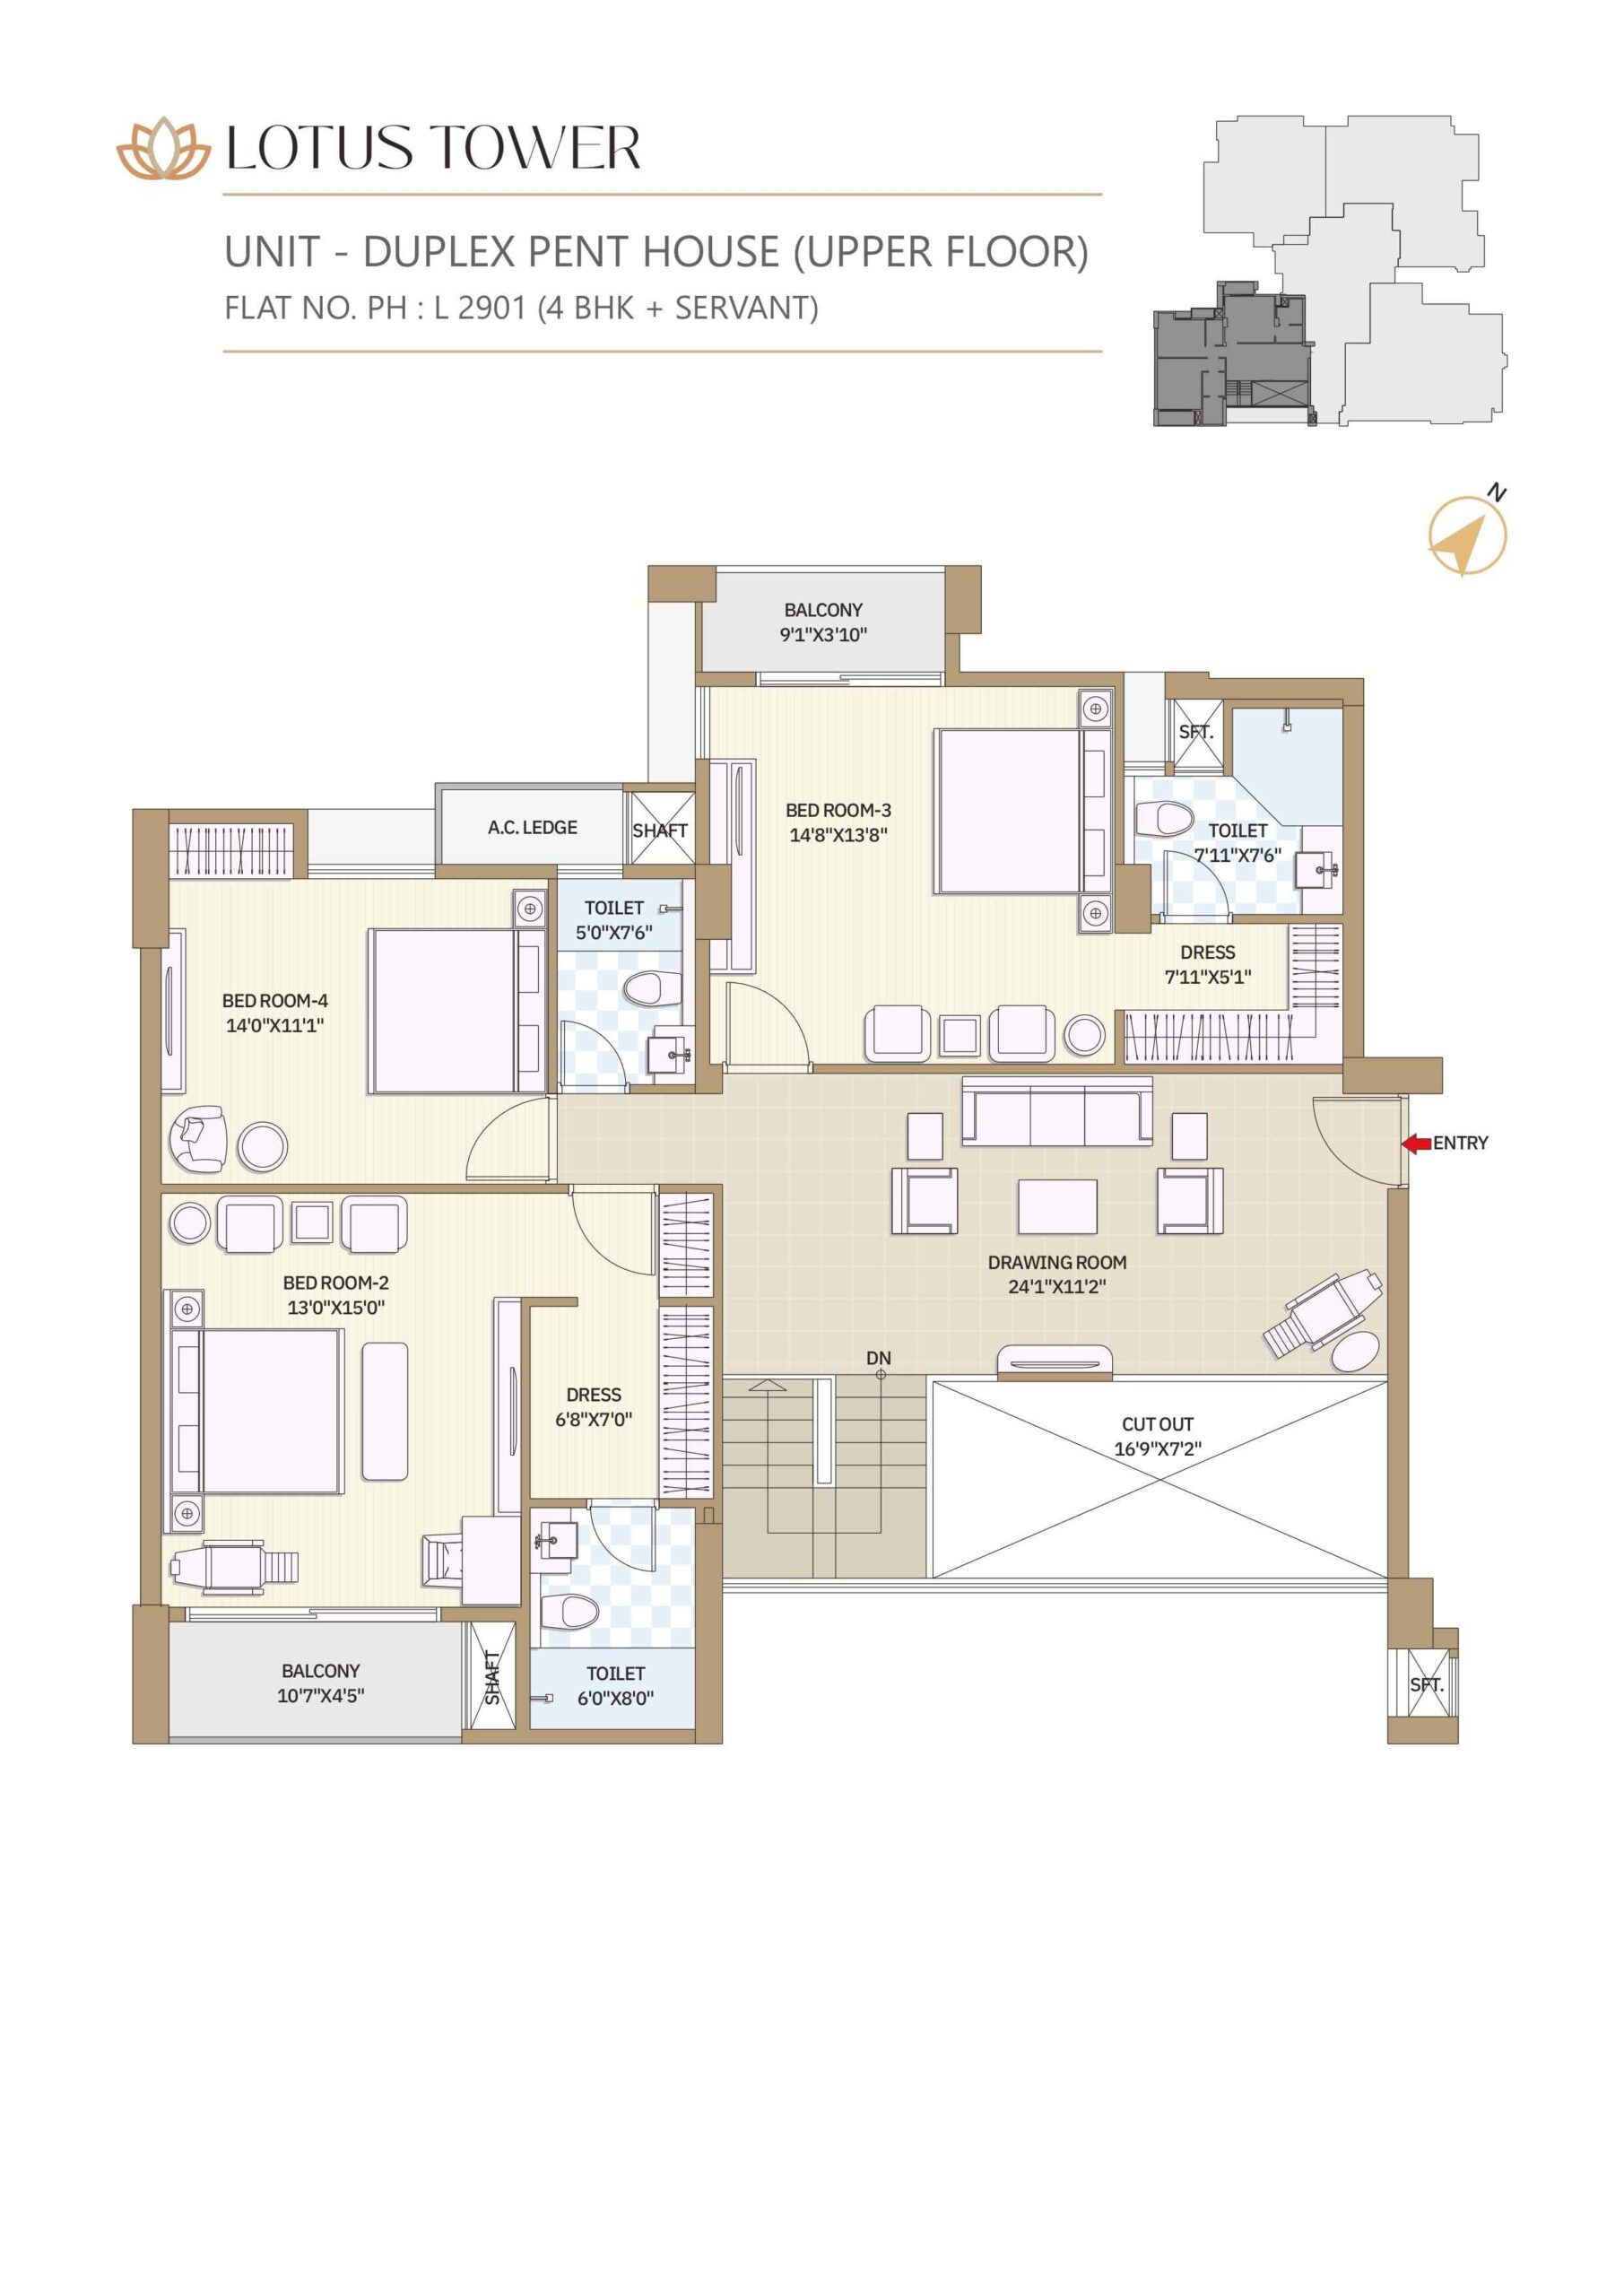 LOTUS TOWER
UNIT - DUPLEX PENT HOUSE (UPPER FLOOR)
FLAT NO. PH : L 2901 (4 BHK + SERVANT)
N
BALCONY
9'1"X3'10"
SFT.
BED ROOM-3
14'8"X13'8"
A.C. LEDGE
SHAFT
TOILET
7'11"X7'6"
TOILET
5'0"X7'6"
DRESS
7'11"X5'1"
BED ROOM-4
14'0"X11'1"
ENTRY
DRAWING ROOM
24'1"X11'2"
BED ROOM-2
13'0"X15'0"
DN
DRESS
6'8"X7'0"
CUT OUT
16'9"X7'2"
BALCONY
10'7"X4'5"
SHAFT
TOILET
6'0"X8'0"
SFT.